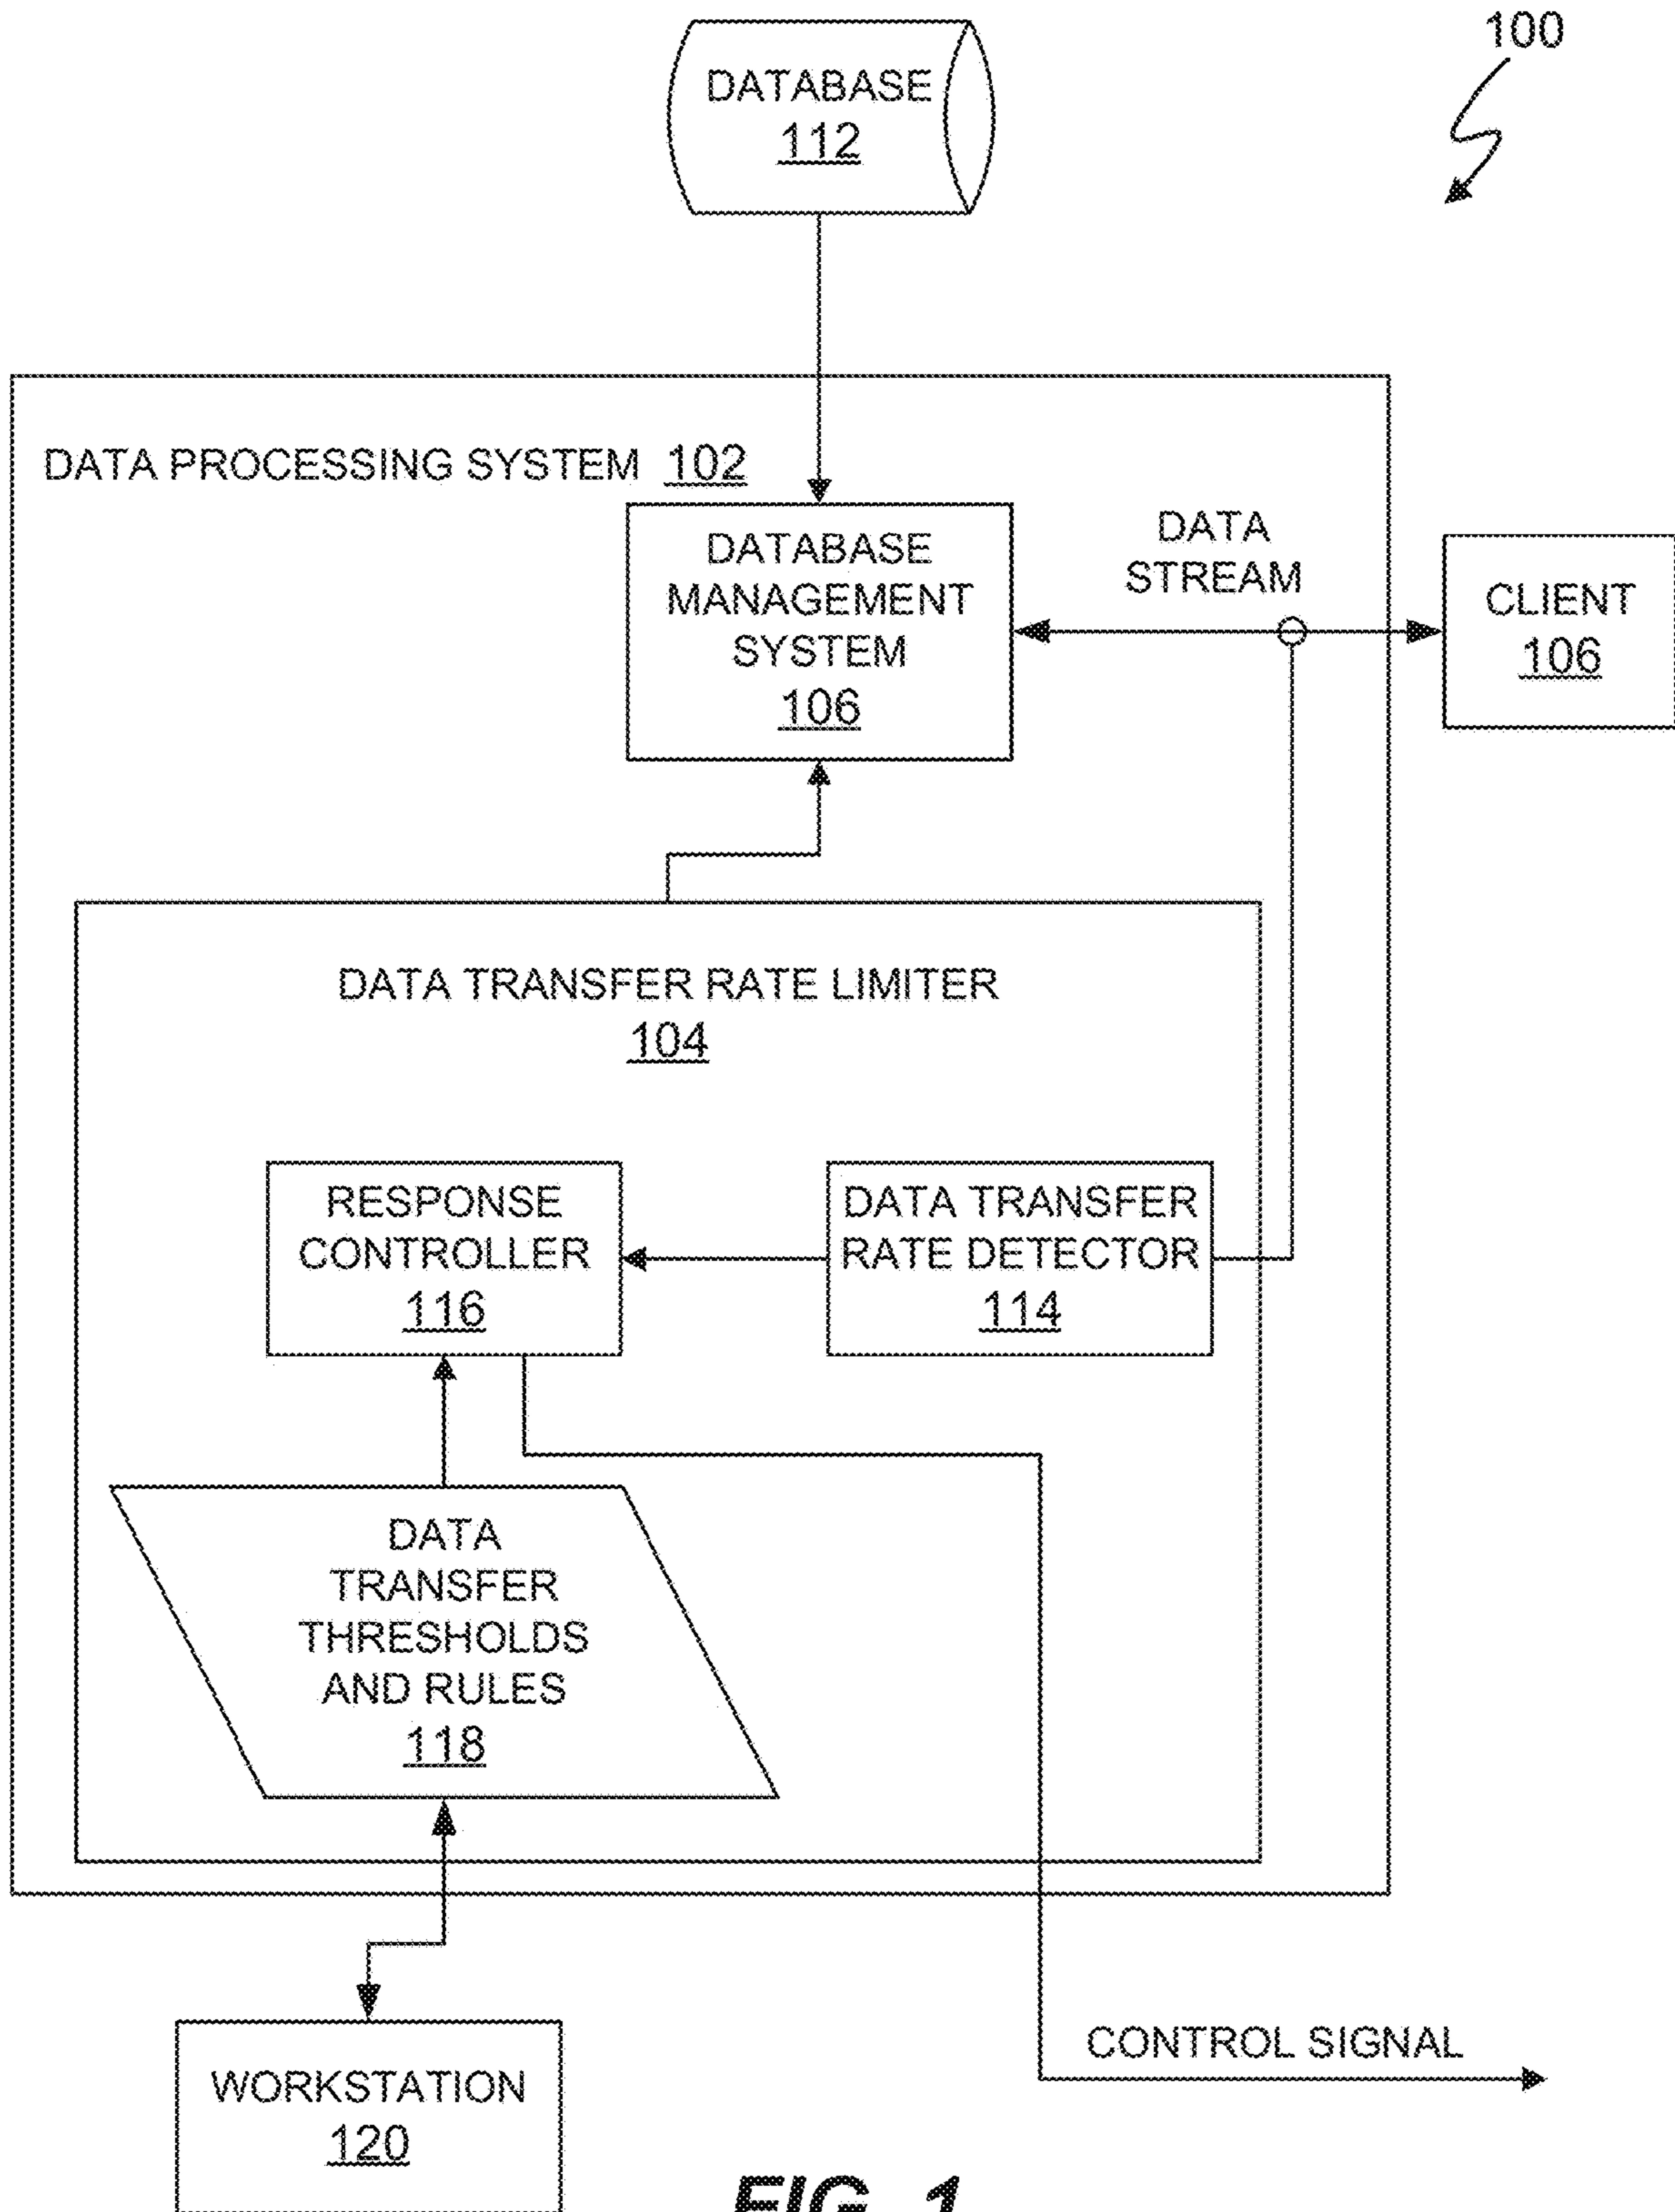 100
DATABASE
112
DATA PROCESSING SYSTEM 102
DATABASE
MANAGEMENT
SYSTEM
106
DATA
STREAM
CLIENT
106
DATA TRANSFER RATE LIMITER
104
RESPONSE
CONTROLLER
116
DATA TRANSFER
RATE DETECTOR
114
DATA
TRANSFER
THRESHOLDS
AND RULES
118
CONTROL SIGNAL
WORKSTATION
120
FIG. 1